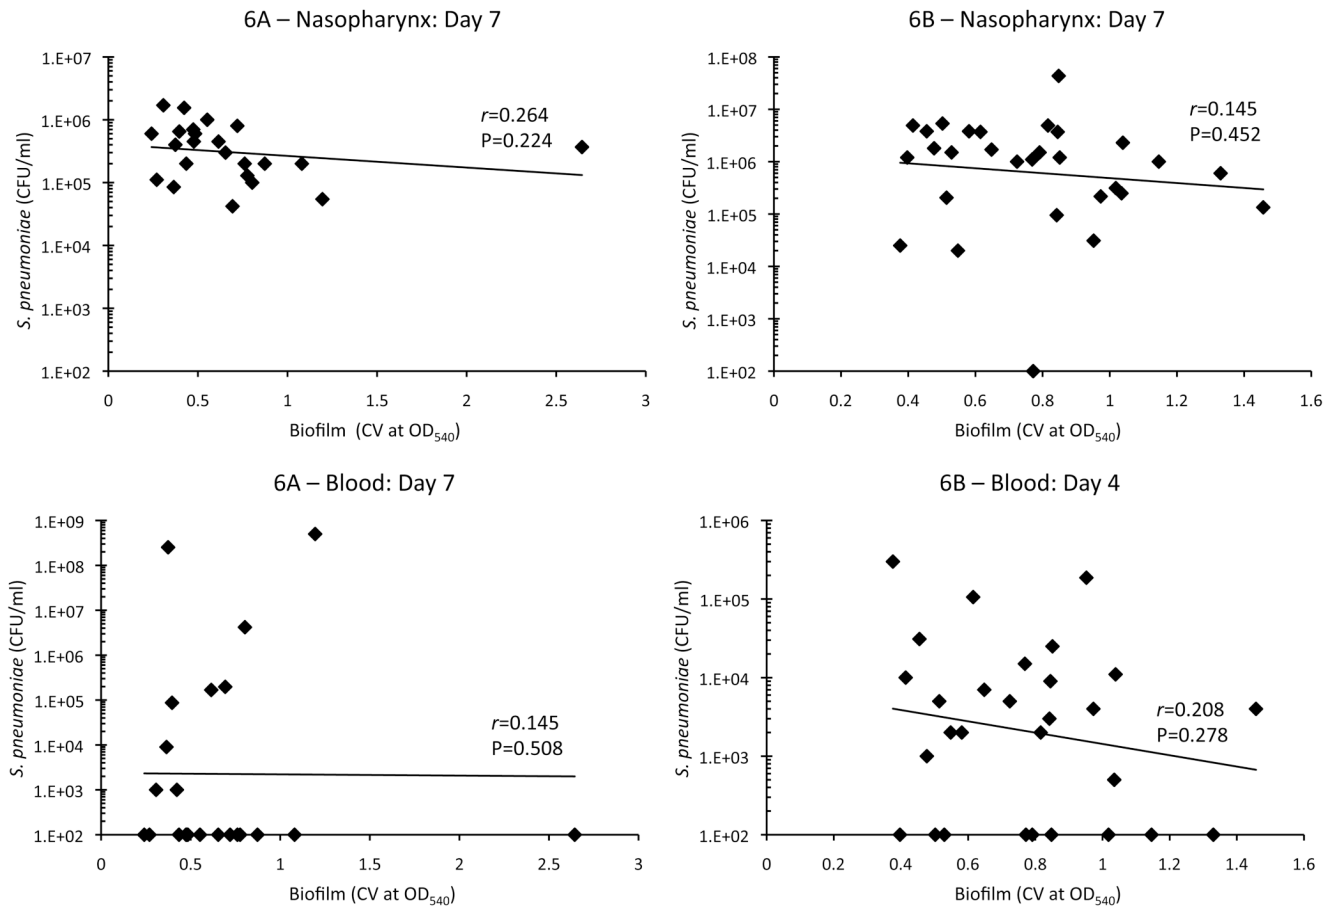 6A – Nasopharynx: Day 7
1.E+07
1.E+06
1.E+05
1.E+04
1.E+03
1.E+02
S. pneumoniae (CFU/ml)
r=0.264
P=0.224
0 0.5 1 1.5 2 2.5 3
Biofilm (CV at OD540)
6B – Nasopharynx: Day 7
1.E+08
1.E+07
1.E+06
1.E+05
1.E+04
1.E+03
1.E+02
S. pneumoniae (CFU/ml)
r=0.145
P=0.452
0 0.2 0.4 0.6 0.8 1 1.2 1.4 1.6
Biofilm (CV at OD540)
6A – Blood: Day 7
1.E+09
1.E+08
1.E+07
1.E+06
1.E+05
1.E+04
1.E+03
1.E+02
S. pneumoniae (CFU/ml)
r=0.145
P=0.508
0 0.5 1 1.5 2 2.5 3
Biofilm (CV at OD540)
6B – Blood: Day 4
1.E+06
1.E+05
1.E+04
1.E+03
1.E+02
S. pneumoniae (CFU/ml)
r=0.208
P=0.278
0 0.2 0.4 0.6 0.8 1 1.2 1.4 1.6
Biofilm (CV at OD540)